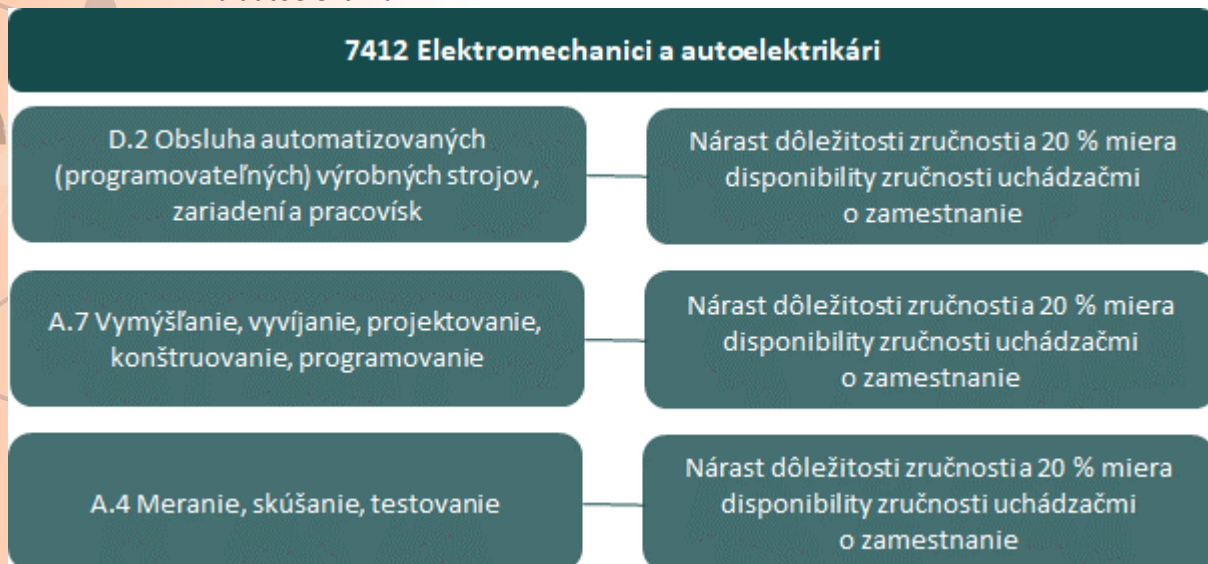 7412 Elektromechanici a autoelektrikári
D.2 Obsluha automatizovaných
(programovateľných) výrobných strojov,
zariadení a pracovísk
Nárast dôležitosti zručnosti a 20 % miera
disponibility zručnosti uchádzačmi
o zamestnanie
A.7 Vymýšľanie, vyvíjanie, projektovanie,
konštruovanie, programovanie
Nárast dôležitosti zručnosti a 20 % miera
disponibility zručnosti uchádzačmi
o zamestnanie
A.4 Meranie, skúšanie, testovanie
Nárast dôležitosti zručnosti a 20 % miera
disponibility zručnosti uchádzačmi
o zamestnanie